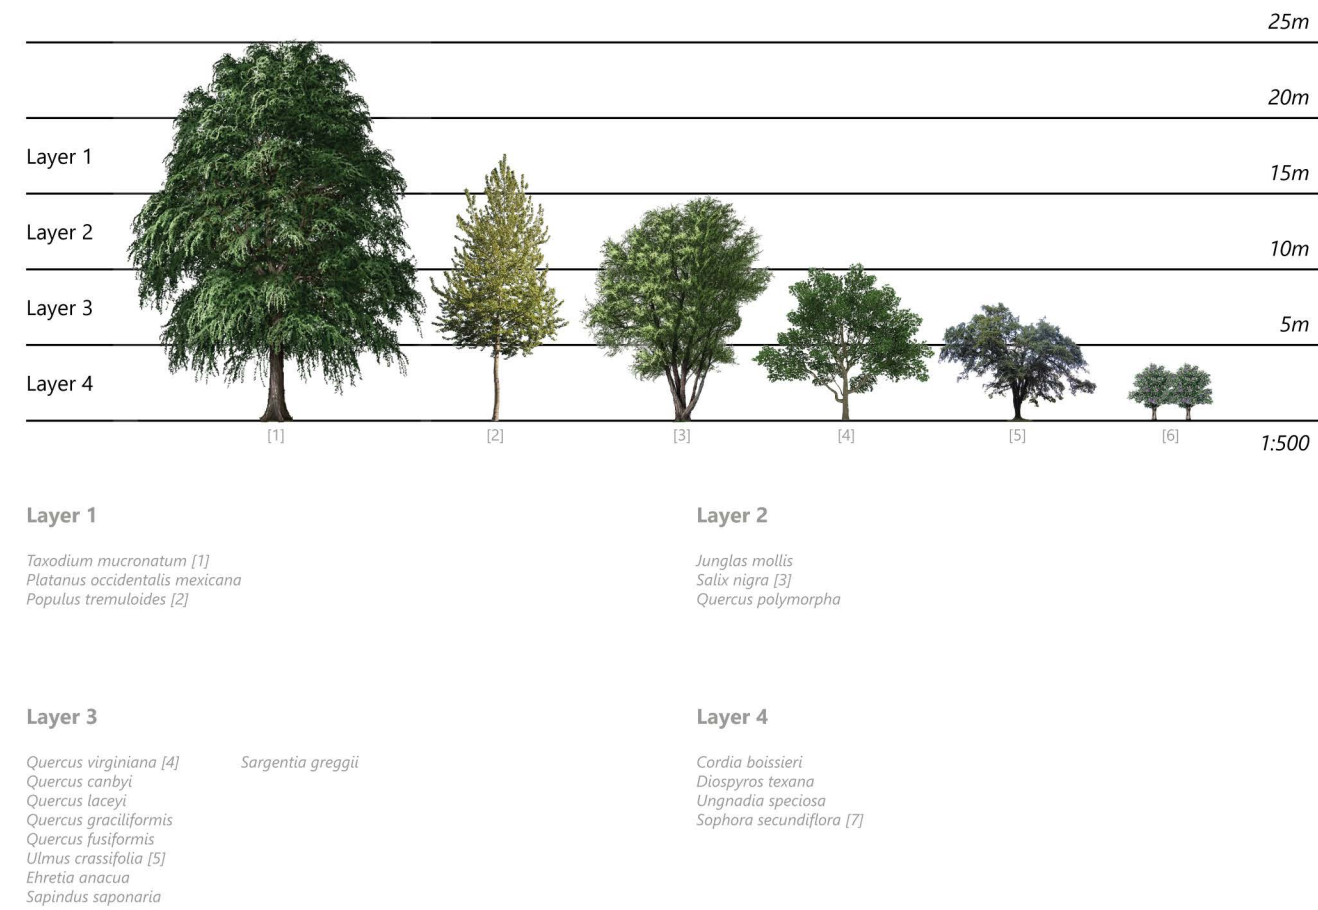 25m
20m
Layer 1
15m
Layer 2
10m
Layer 3
5m
Layer 4
[1] [2] [3] [4] [5] [6]
1:500
Layer 1
Taxodium mucronatum [1]
Platanus occidentalis mexicana
Populus tremuloides [2]
Layer 2
Junglas mollis
Salix nigra [3]
Quercus polymorpha
Layer 3
Quercus virginiana [4]
Quercus canbyi
Quercus laceyi
Quercus graciliformis
Quercus fusiformis
Ulmus crassifolia [5]
Ehretia anacua
Sapindus saponaria
Sargentia greggii
Layer 4
Cordia boissieri
Diospyros texana
Ungnadia speciosa
Sophora secundiflora [7]